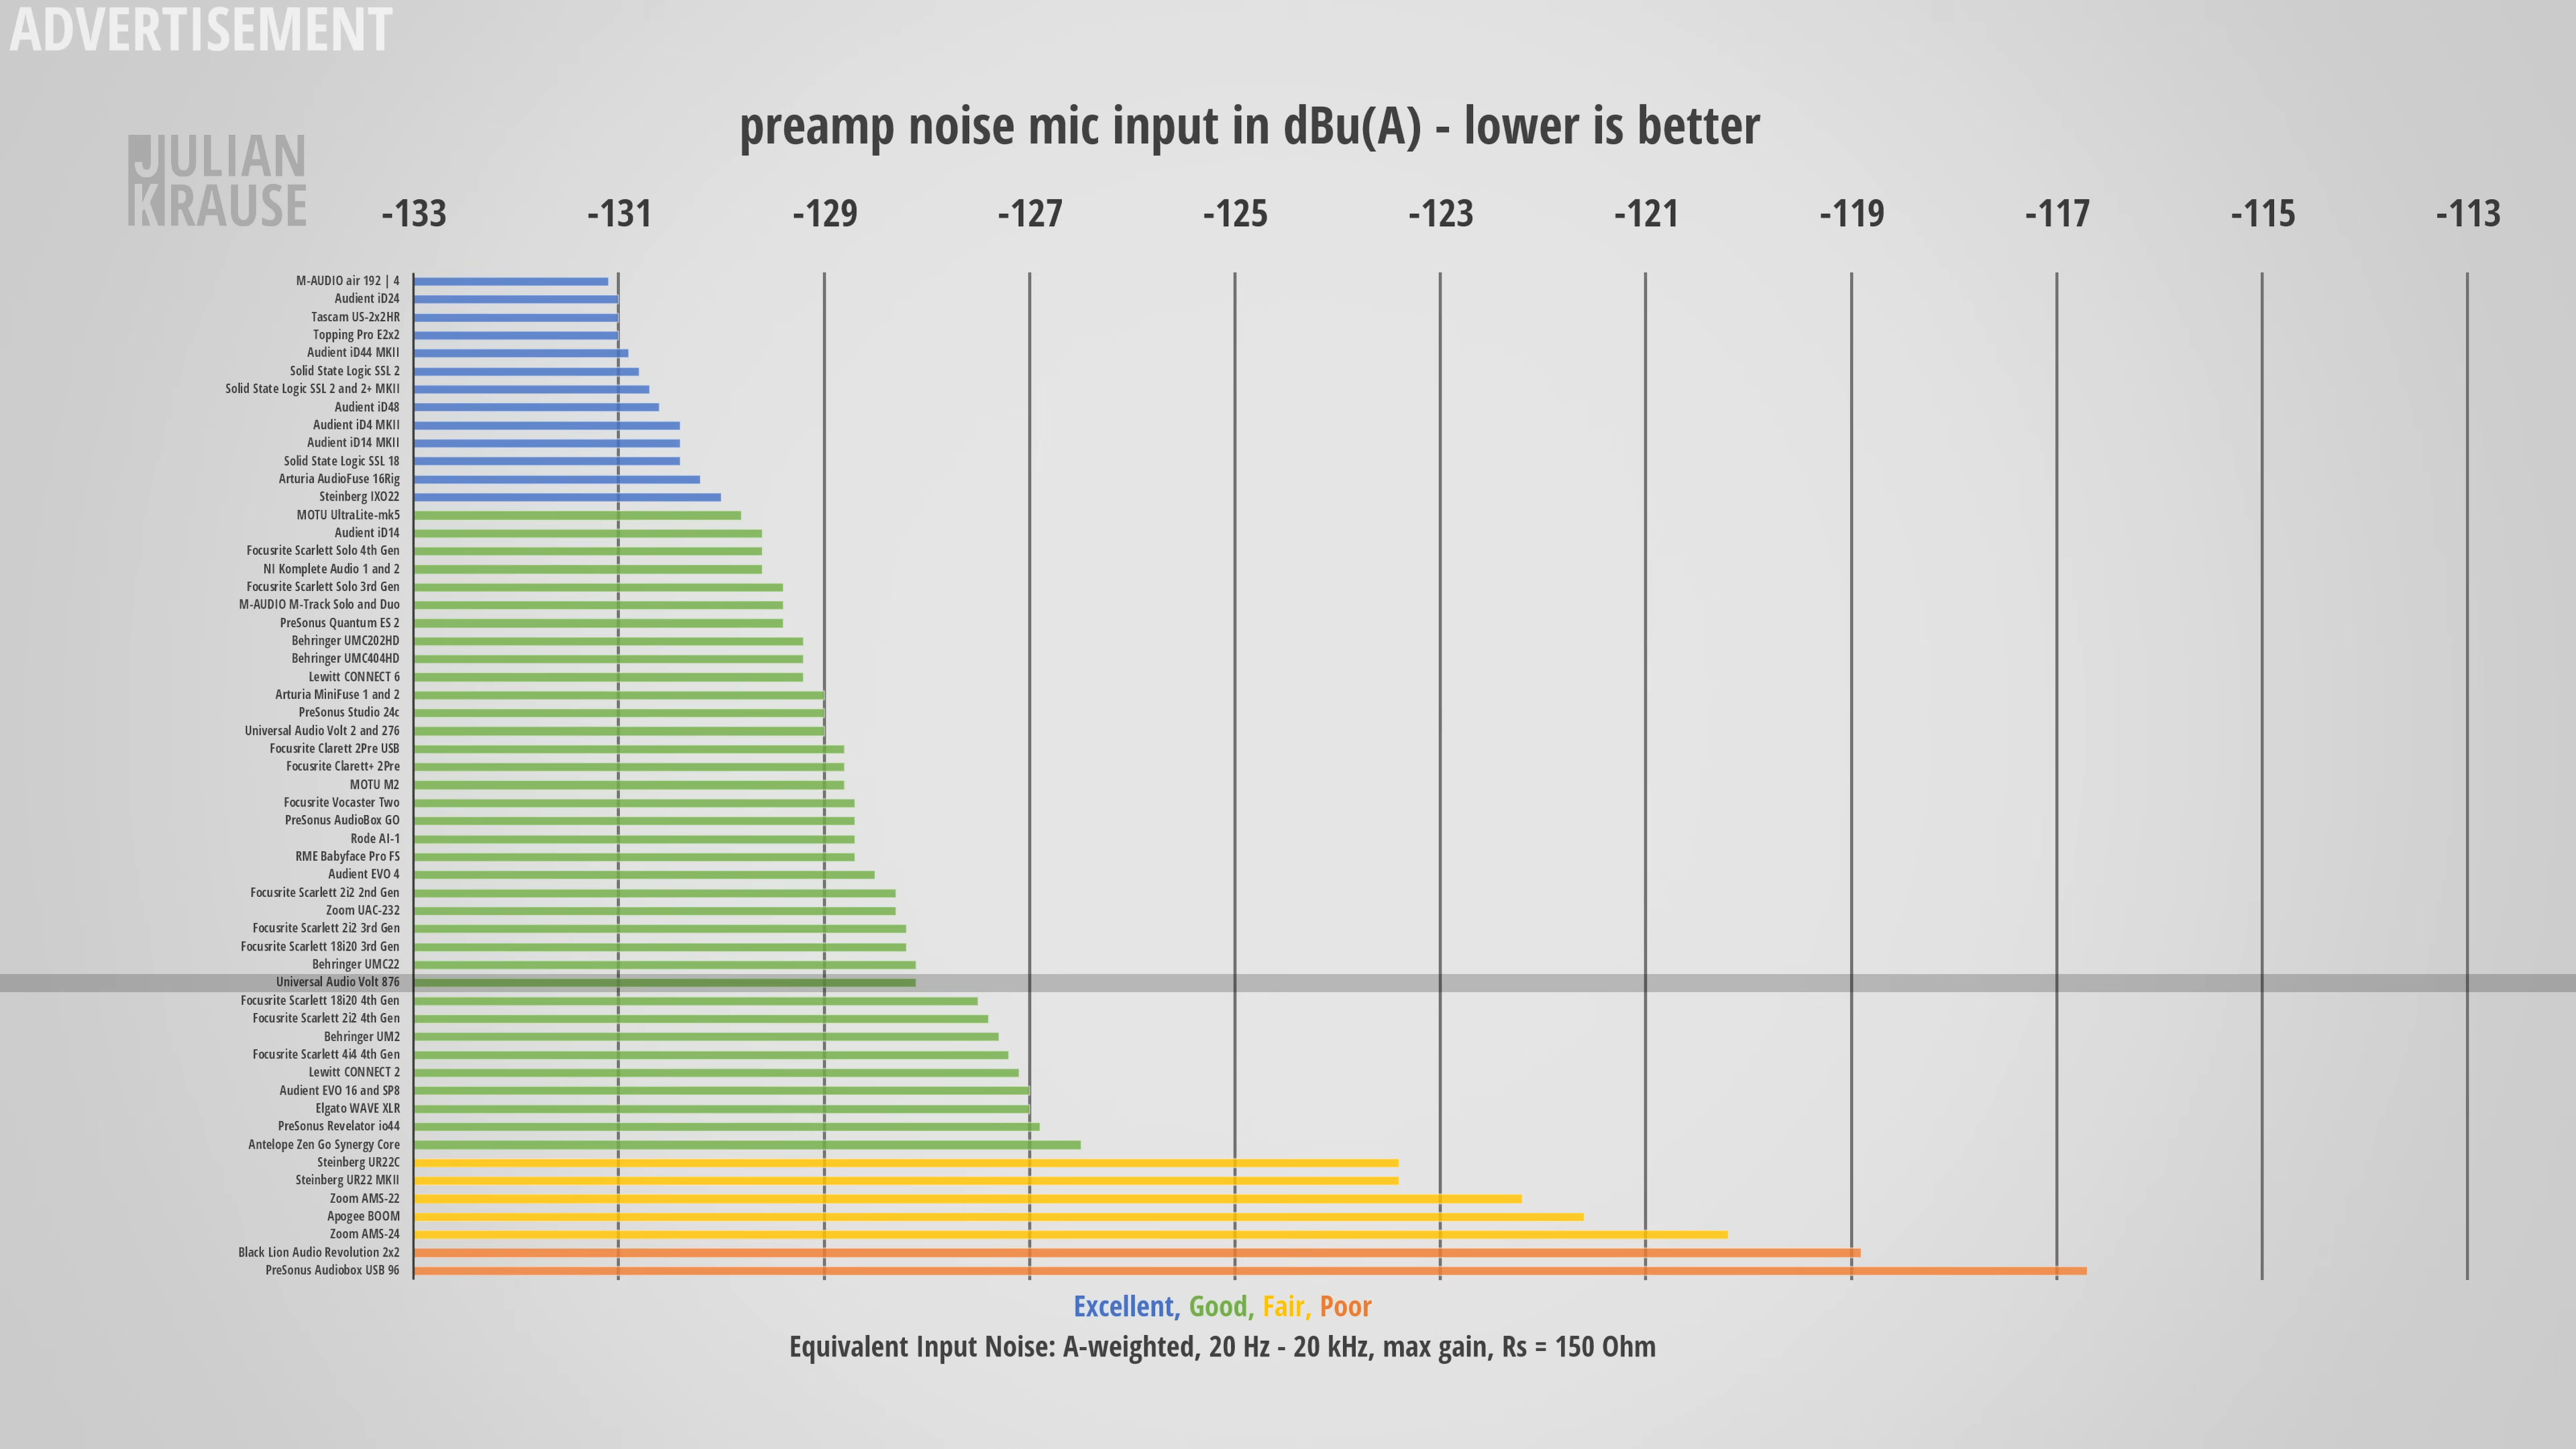 ADVERTISEMENT
JULIAN
KRAUSE
preamp noise mic input in dBu(A) - lower is better
-133 -131 -129 -127 -125 -123 -121 -119 -117 -115 -113
M-AUDIO air 192 | 4
Audient iD24
Tascam US-2x2HR
Topping Pro E2x2
Audient iD44 MKII
Solid State Logic SSL 2
Solid State Logic SSL 2 and 2+ MKII
Audient iD48
Audient iD4 MKII
Audient iD14 MKII
Solid State Logic SSL 18
Arturia AudioFuse 16Rig
Steinberg IXO22
MOTU UltraLite-mk5
Audient iD14
Focusrite Scarlett Solo 4th Gen
NI Komplete Audio 1 and 2
Focusrite Scarlett Solo 3rd Gen
M-AUDIO M-Track Solo and Duo
PreSonus Quantum ES 2
Behringer UMC202HD
Behringer UMC404HD
Lewitt CONNECT 6
Arturia MiniFuse 1 and 2
PreSonus Studio 24c
Universal Audio Volt 2 and 276
Focusrite Clarett 2Pre USB
Focusrite Clarett+ 2Pre
MOTU M2
Focusrite Vocaster Two
PreSonus AudioBox GO
Rode AI-1
RME Babyface Pro FS
Audient EVO 4
Focusrite Scarlett 2i2 2nd Gen
Zoom UAC-232
Focusrite Scarlett 2i2 3rd Gen
Focusrite Scarlett 18i20 3rd Gen
Behringer UMC22
Universal Audio Volt 876
Focusrite Scarlett 18i20 4th Gen
Focusrite Scarlett 2i2 4th Gen
Behringer UM2
Focusrite Scarlett 4i4 4th Gen
Lewitt CONNECT 2
Audient EVO 16 and SP8
Elgato WAVE XLR
PreSonus Revelator io44
Antelope Zen Go Synergy Core
Steinberg UR22C
Steinberg UR22 MKII
Zoom AMS-22
Apogee BOOM
Zoom AMS-24
Black Lion Audio Revolution 2x2
PreSonus Audiobox USB 96
Excellent, Good, Fair, Poor
Equivalent Input Noise: A-weighted, 20 Hz - 20 kHz, max gain, Rs = 150 Ohm